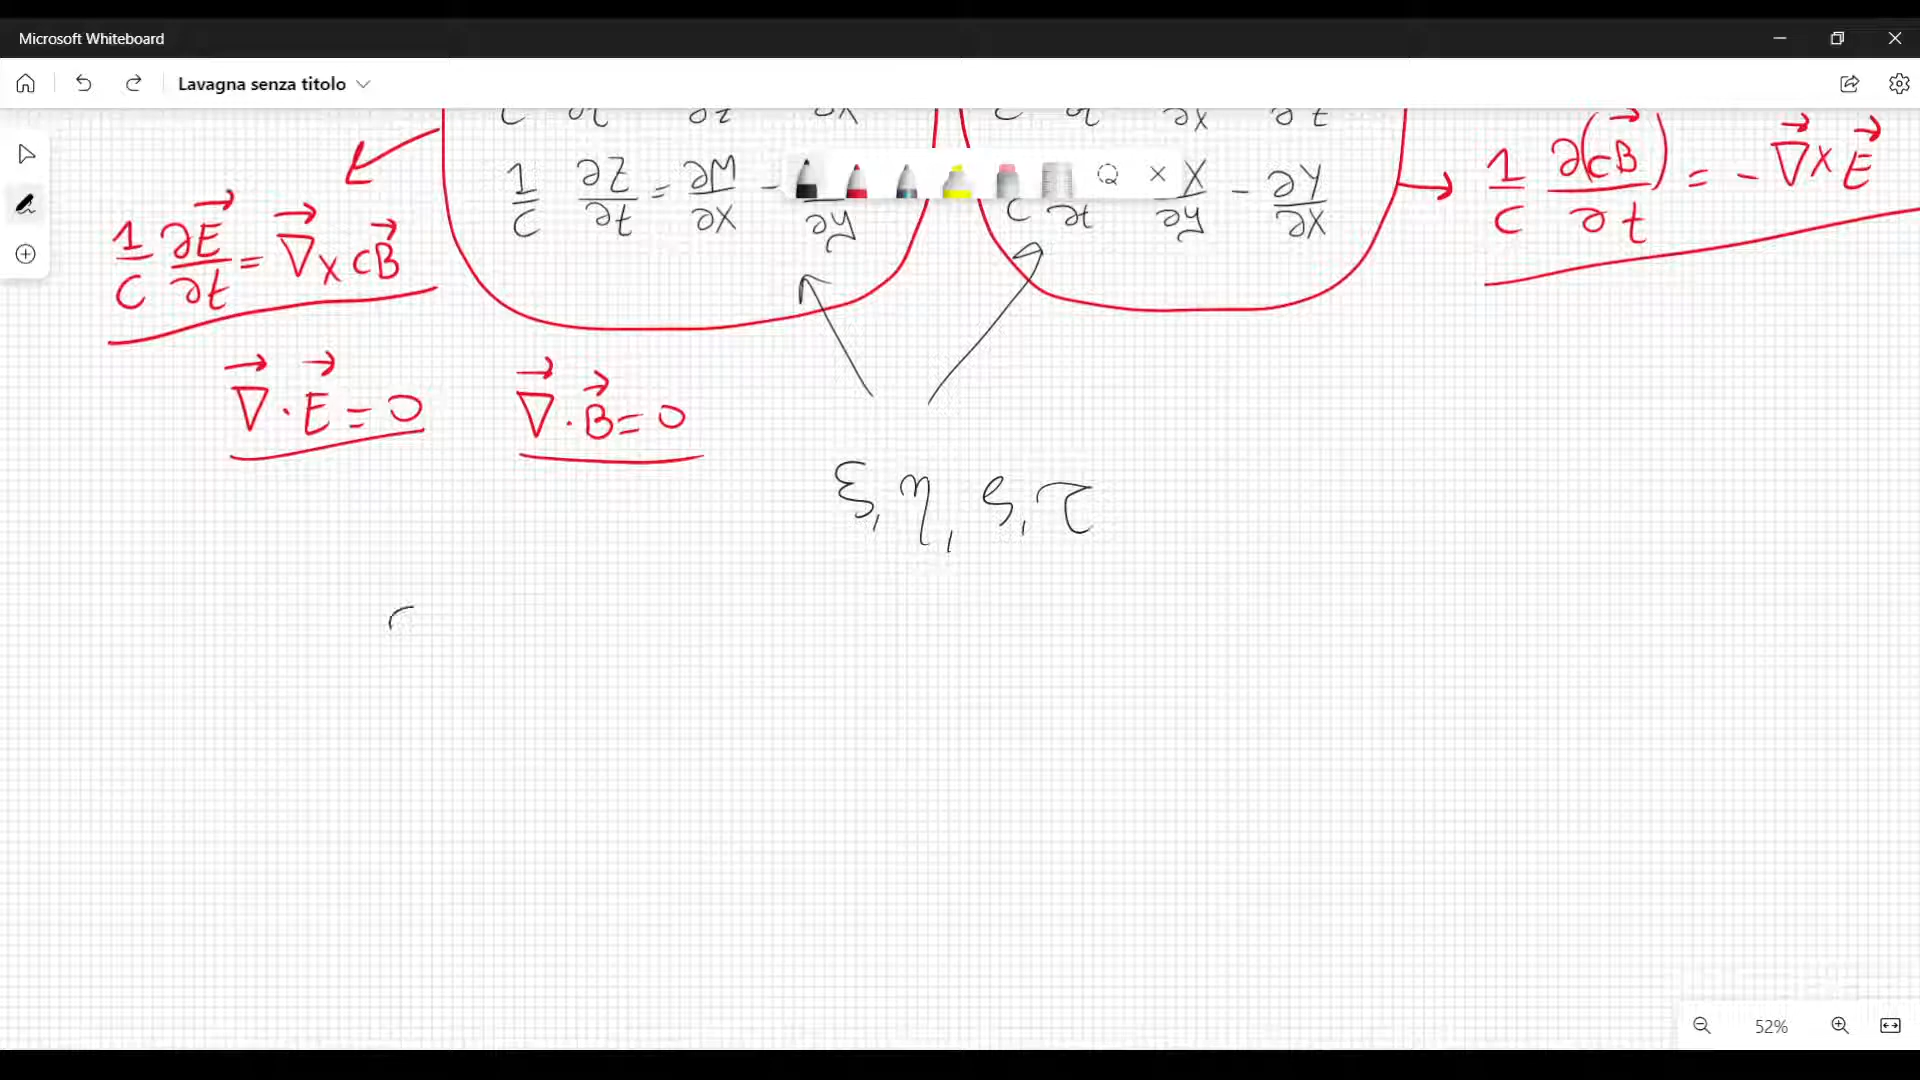 Microsoft Whiteboard
Lavagna senza titolo
1/C ∂Z/∂t = ∂M/∂x - /∂y
∂t X/∂y - ∂Y/∂x
1/C ∂(cB⃗)/∂t = - ∇⃗ x E⃗
1/C ∂E⃗/∂t = ∇⃗ x cB⃗
∇⃗ · E⃗ = 0 ∇⃗ · B⃗ = 0
ξ, η, ζ, τ
52%